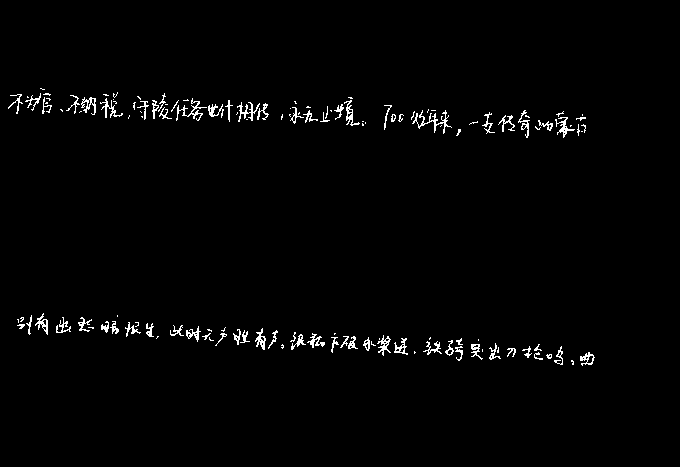 不为官、不纳税,守陵任务世代相传,永无止境。700多年来,一支传奇的蒙古
别有幽愁暗恨生,此时无声胜有声。银瓶乍破水浆迸,铁骑突出刀枪鸣。曲